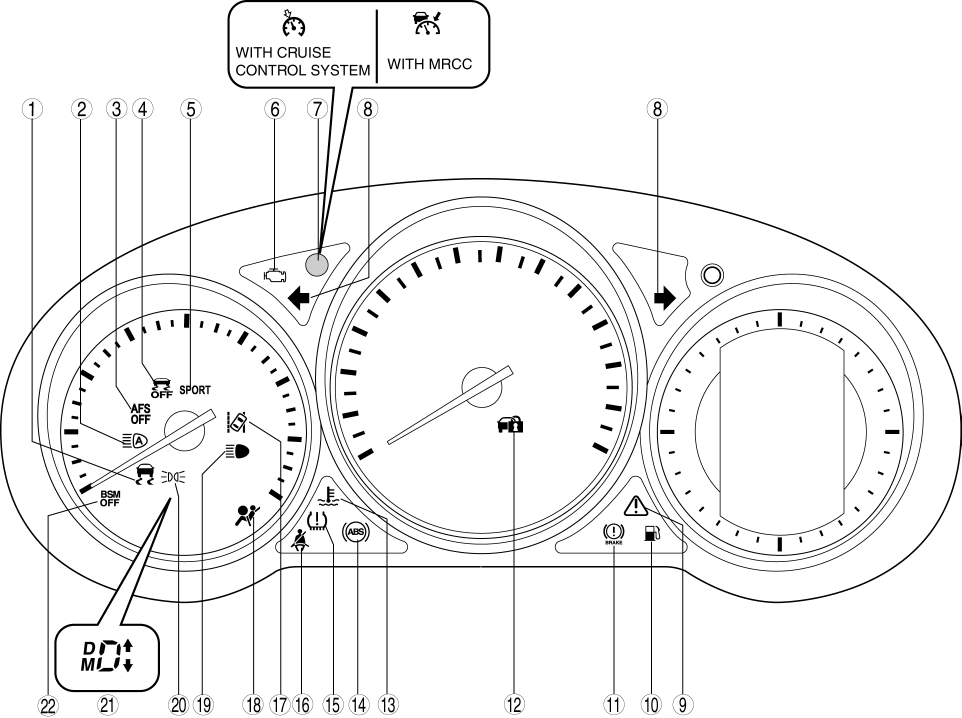 WITH CRUISE
CONTROL SYSTEM
WITH MRCC
① ② ③ ④ ⑤ ⑥ ⑦ ⑧ ⑧
SPORT
OFF
AFS
OFF
A
BSM
OFF
ABS
BRAKE
D
M
㉒ ㉑ ⑳ ⑲ ⑱ ⑰ ⑯ ⑮ ⑭ ⑬ ⑫ ⑪ ⑩ ⑨